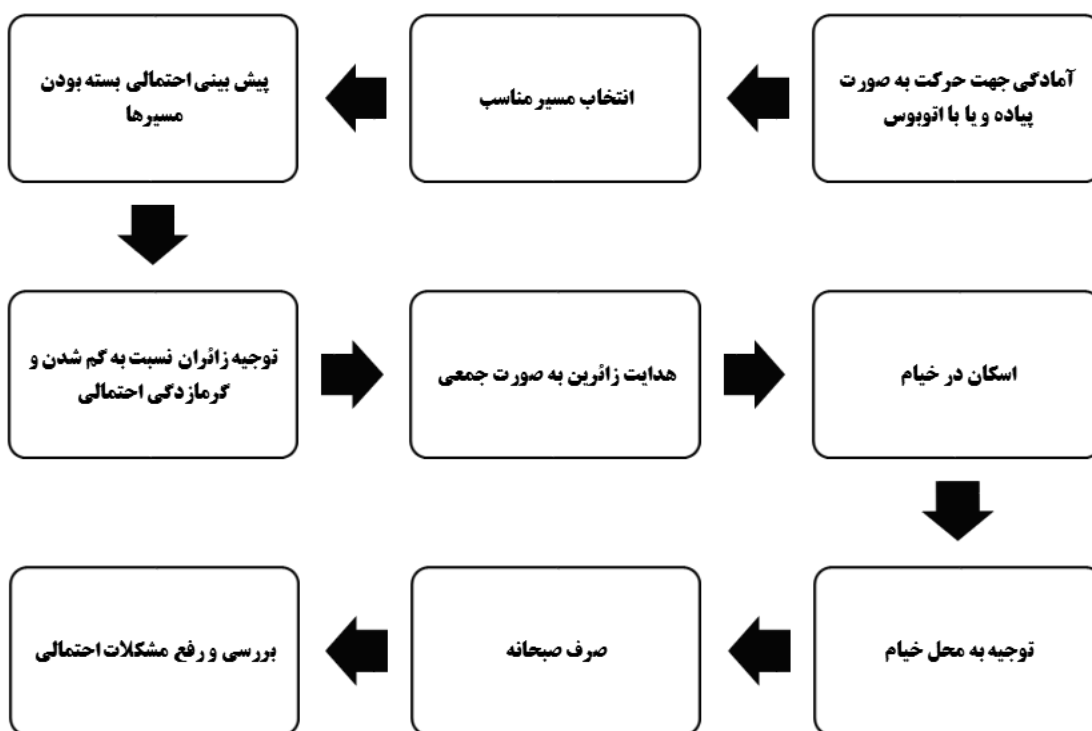 آمادگی جهت حرکت به صورت
پیاده و یا با اتوبوس
انتخاب مسیر مناسب
پیش بینی احتمالی بسته بودن
مسیرها
توجیه زائران نسبت به گم شدن و
گرمازدگی احتمالی
هدایت زائرین به صورت جمعی
اسکان در خیام
توجیه به محل خیام
صرف صبحانه
بررسی و رفع مشکلات احتمالی